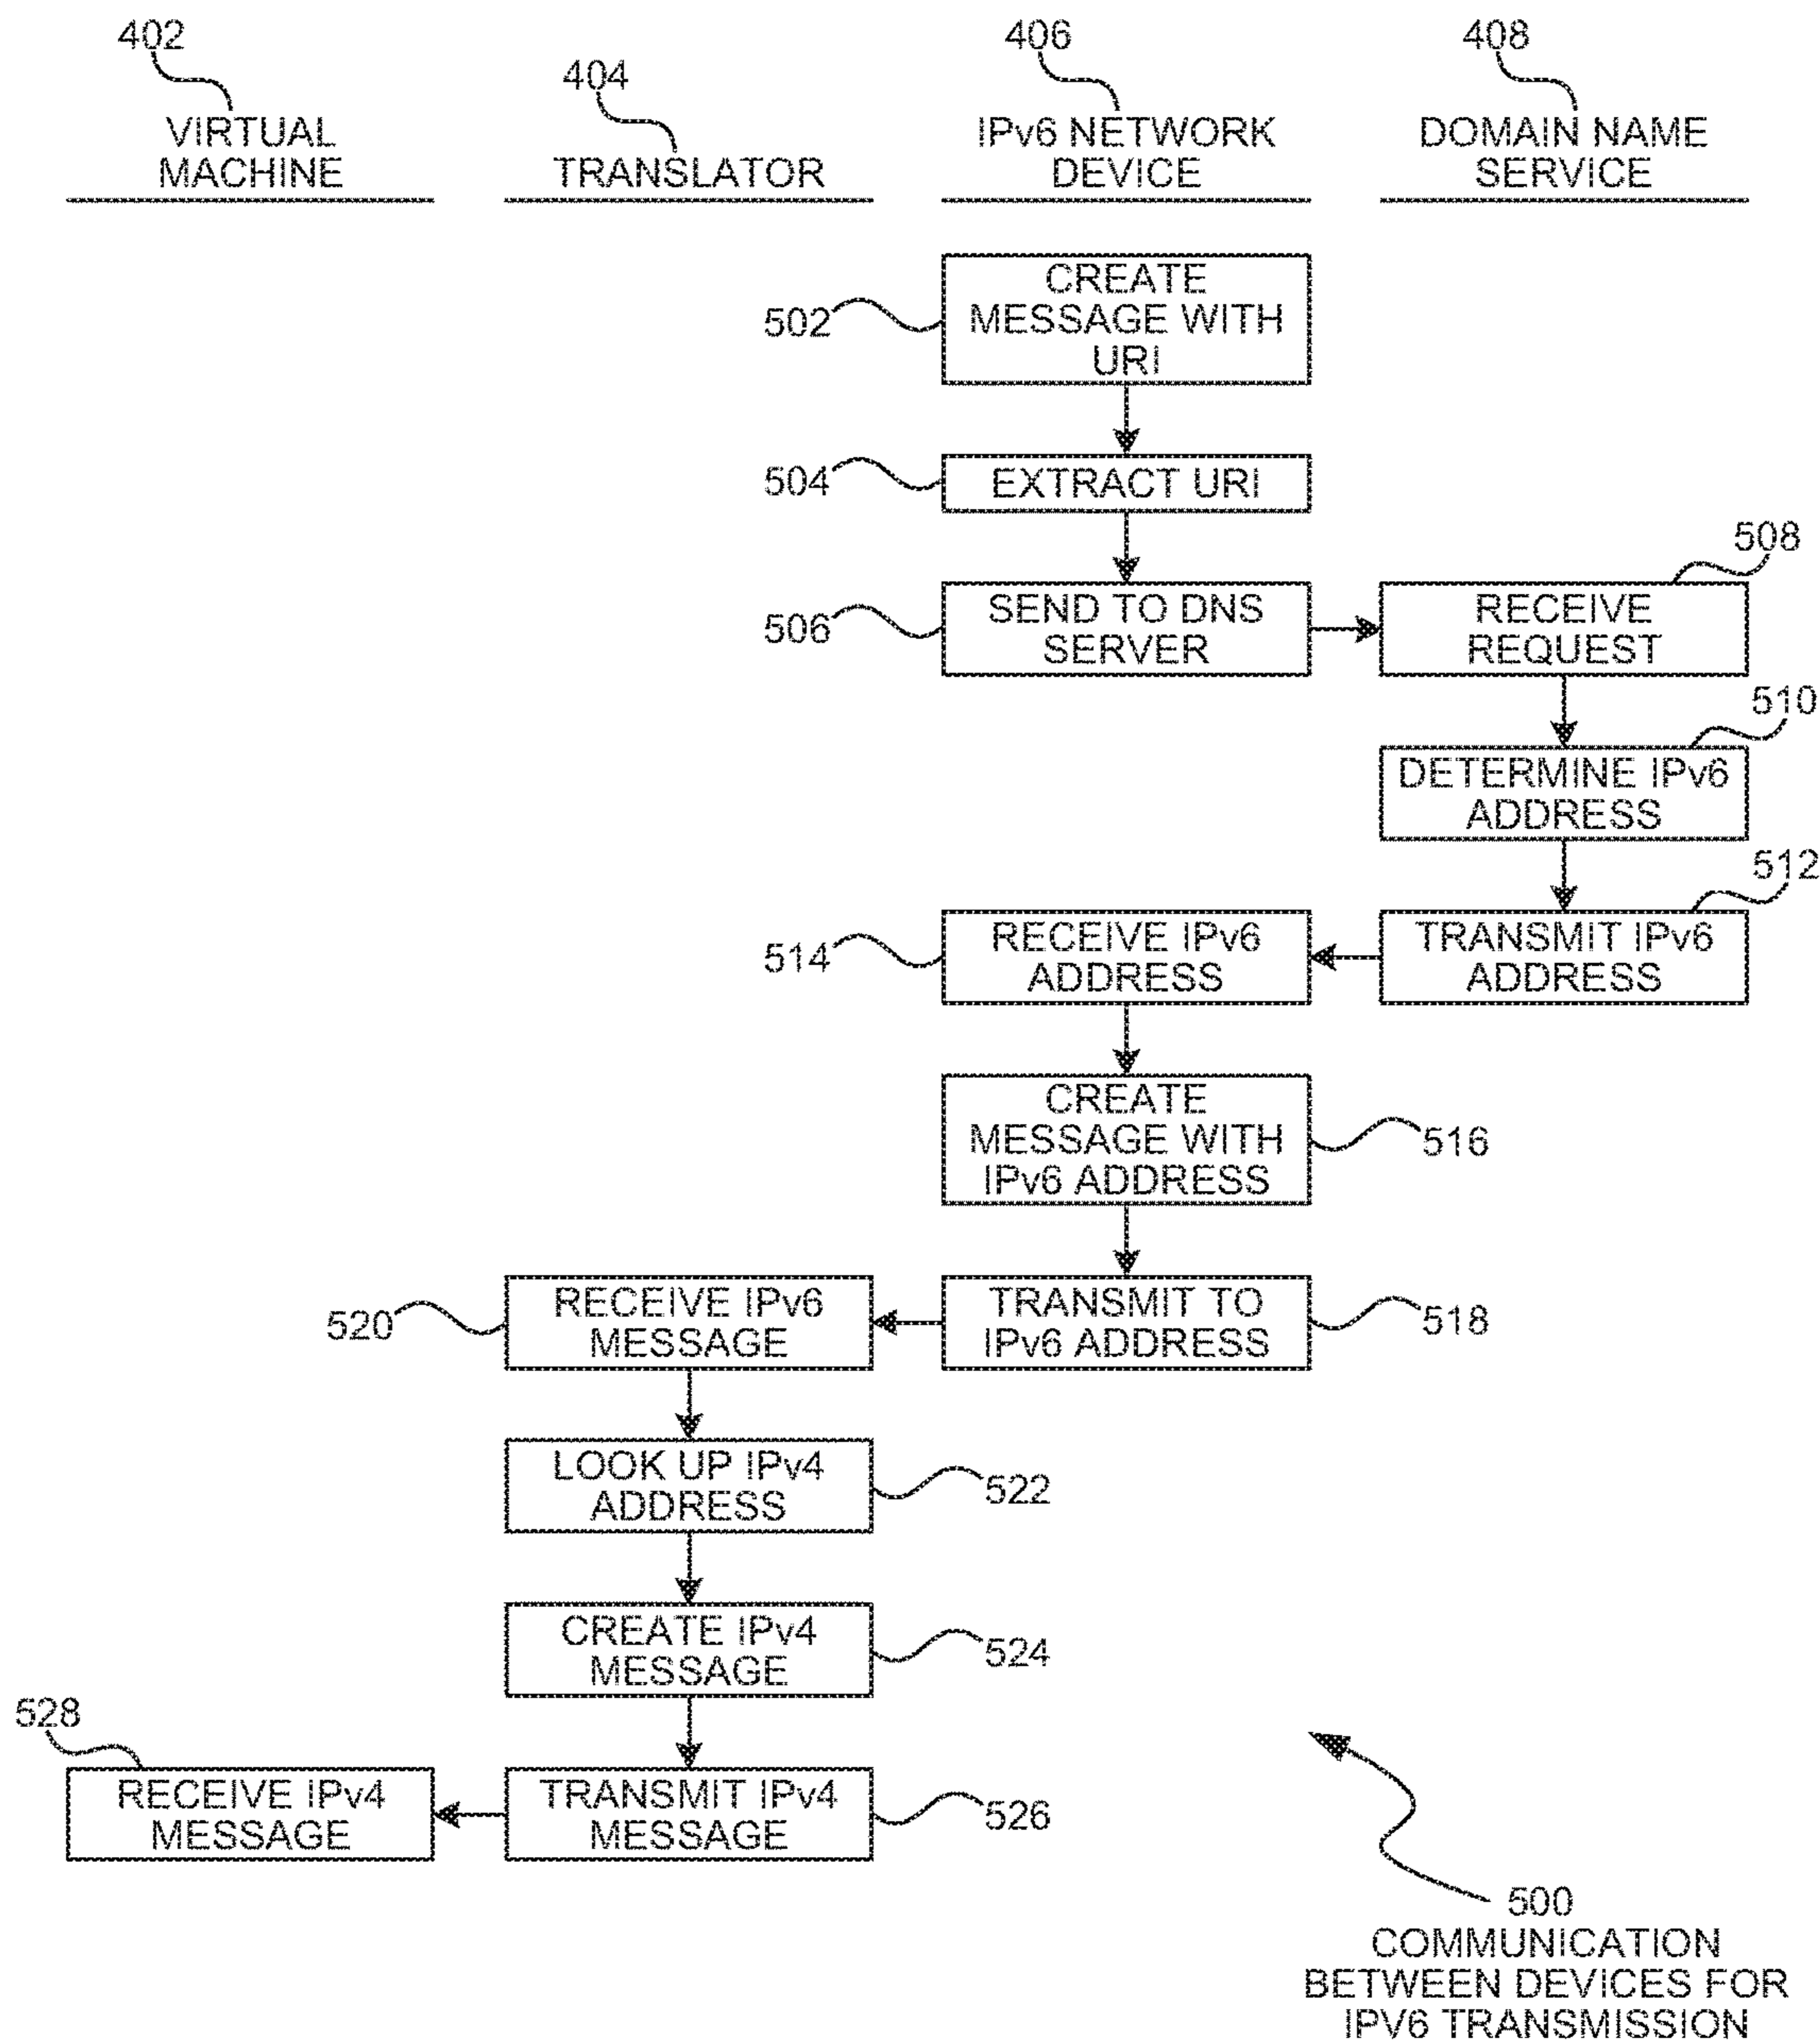 402
404
406
408
VIRTUAL
MACHINE
TRANSLATOR
IPv6 NETWORK
DEVICE
DOMAIN NAME
SERVICE
502
CREATE
MESSAGE WITH
URI
504
EXTRACT URI
506
SEND TO DNS
SERVER
508
RECEIVE
REQUEST
510
DETERMINE IPv6
ADDRESS
512
TRANSMIT IPv6
ADDRESS
514
RECEIVE IPv6
ADDRESS
CREATE
MESSAGE WITH
IPv6 ADDRESS
516
TRANSMIT TO
IPv6 ADDRESS
518
520
RECEIVE IPv6
MESSAGE
LOOK UP IPv4
ADDRESS
522
CREATE IPv4
MESSAGE
524
TRANSMIT IPv4
MESSAGE
526
528
RECEIVE IPv4
MESSAGE
500
COMMUNICATION
BETWEEN DEVICES FOR
IPV6 TRANSMISSION